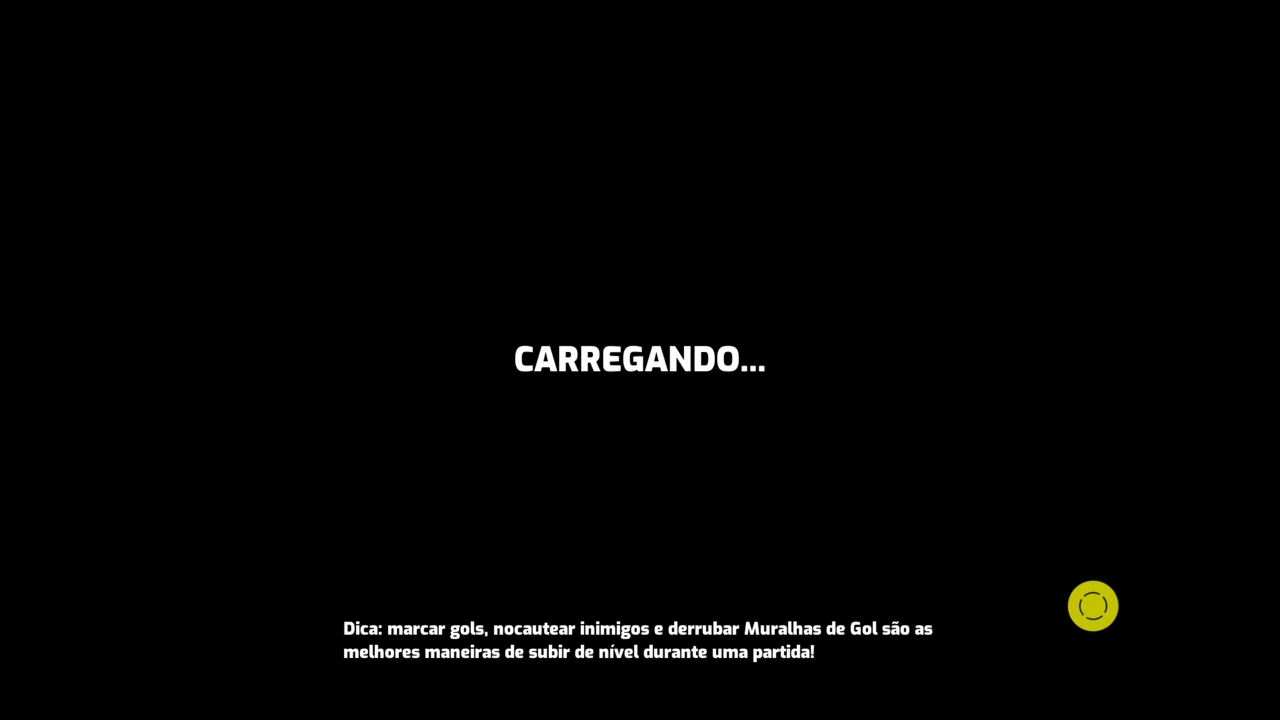 CARREGANDO...
Dica: marcar gols, nocautear inimigos e derrubar Muralhas de Gol são as
melhores maneiras de subir de nível durante uma partida!